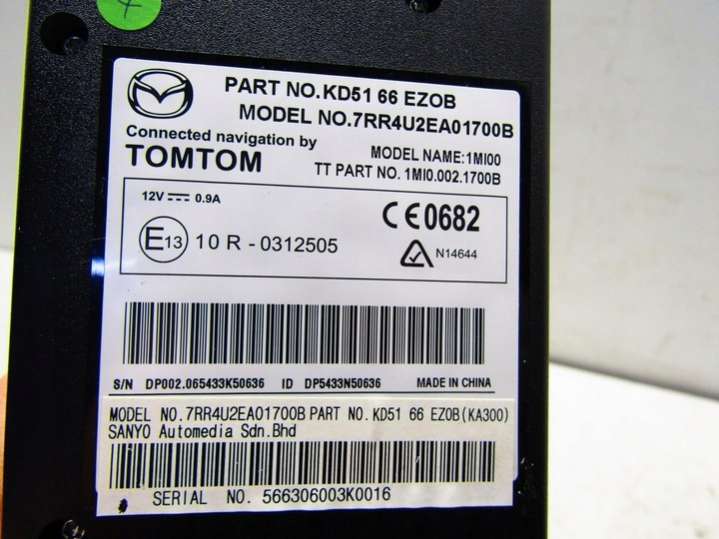 PART NO.KD51 66 EZ0B
MODEL NO.7RR4U2EA01700B
Connected navigation by
TOMTOM
MODEL NAME:1MI00
TT PART NO. 1MI0.002.1700B
12V 0.9A
CE0682
E13 10 R - 0312505
N14644
S/N DP002.065433K50636 ID DP5433N50636 MADE IN CHINA
MODEL NO.7RR4U2EA01700B PART NO. KD51 66 EZ0B(KA300)
SANYO Automedia Sdn.Bhd
SERIAL NO. 566306003K0016